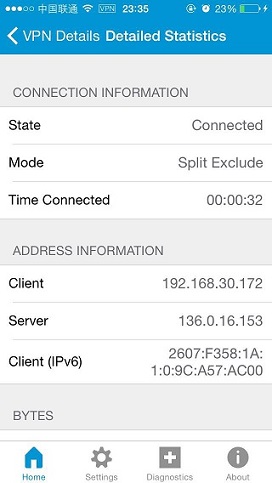 中国联通 VPN 23:35 23%
VPN Details Detailed Statistics
CONNECTION INFORMATION
State Connected
Mode Split Exclude
Time Connected 00:00:32
ADDRESS INFORMATION
Client 192.168.30.172
Server 136.0.16.153
Client (IPv6) 2607:F358:1A:
1:0:9C:A57:AC00
BYTES
Home Settings Diagnostics About